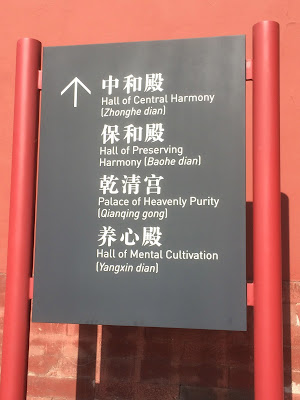 中和殿
Hall of Central Harmony
(Zhonghe dian)
保和殿
Hall of Preserving
Harmony (Baohe dian)
乾清宫
Palace of Heavenly Purity
(Qianqing gong)
养心殿
Hall of Mental Cultivation
(Yangxin dian)